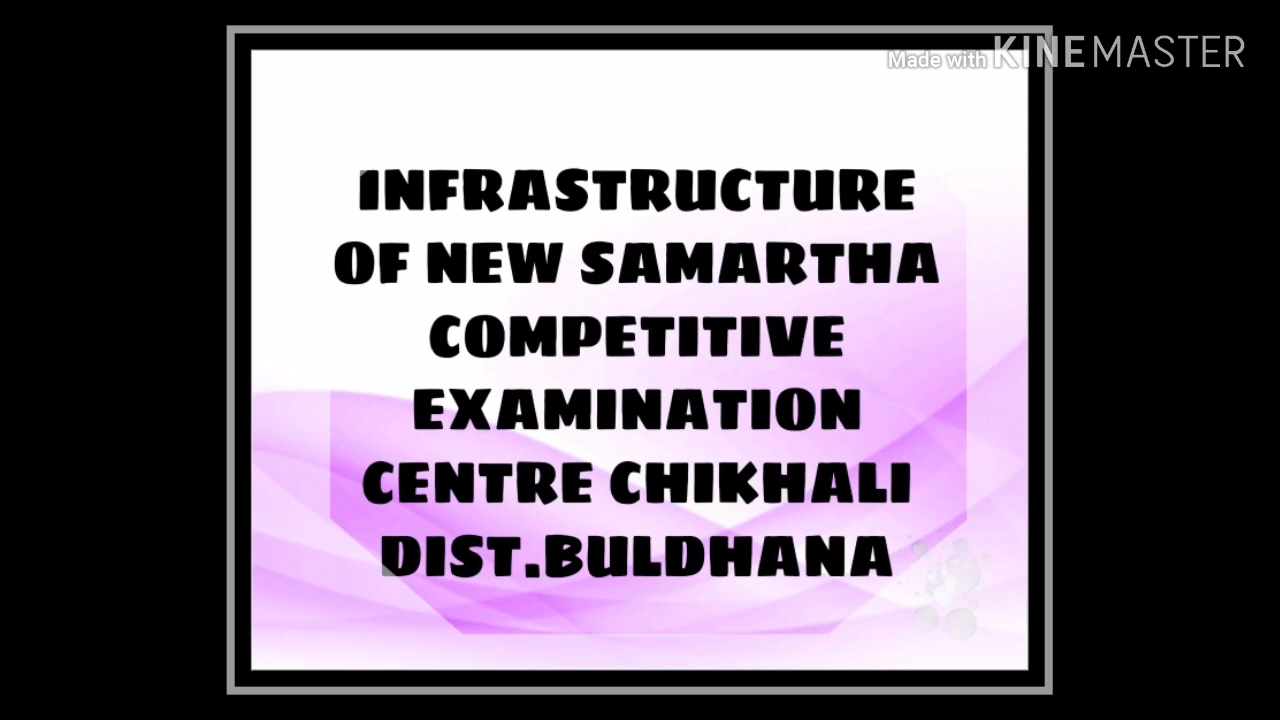 Made with KINEMASTER
INFRASTRUCTURE
OF NEW SAMARTHA
COMPETITIVE
EXAMINATION
CENTRE CHIKHALI
DIST.BULDHANA